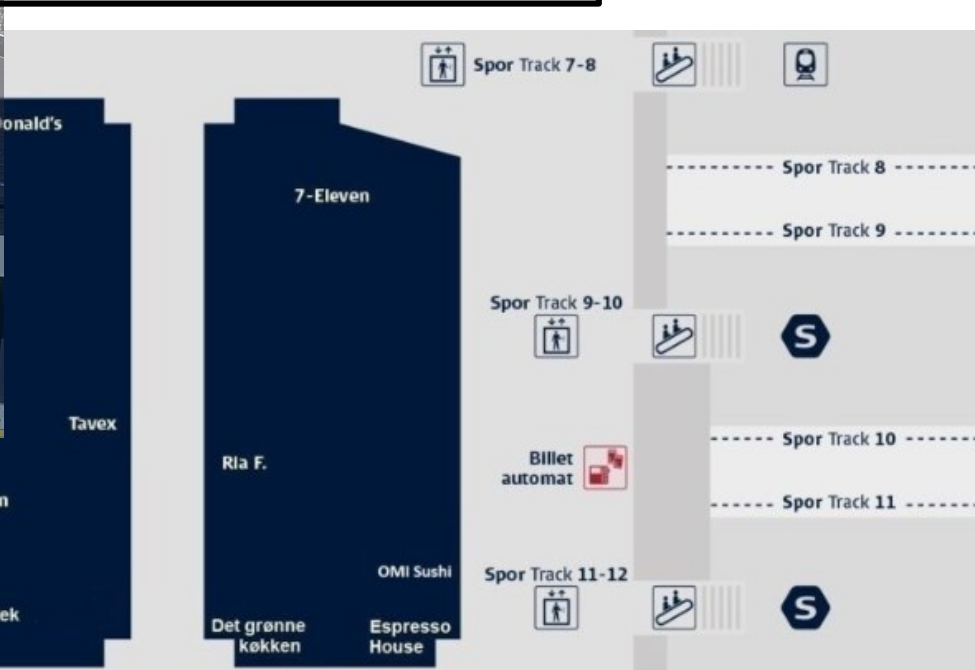 Spor Track 7-8
onald's
Spor Track 8
7-Eleven
Spor Track 9
Spor Track 9-10
S
Tavex
Spor Track 10
Ria F.
Billet
automat
n
Spor Track 11
OMI Sushi
Spor Track 11-12
S
ek
Det grønne
køkken
Espresso
House